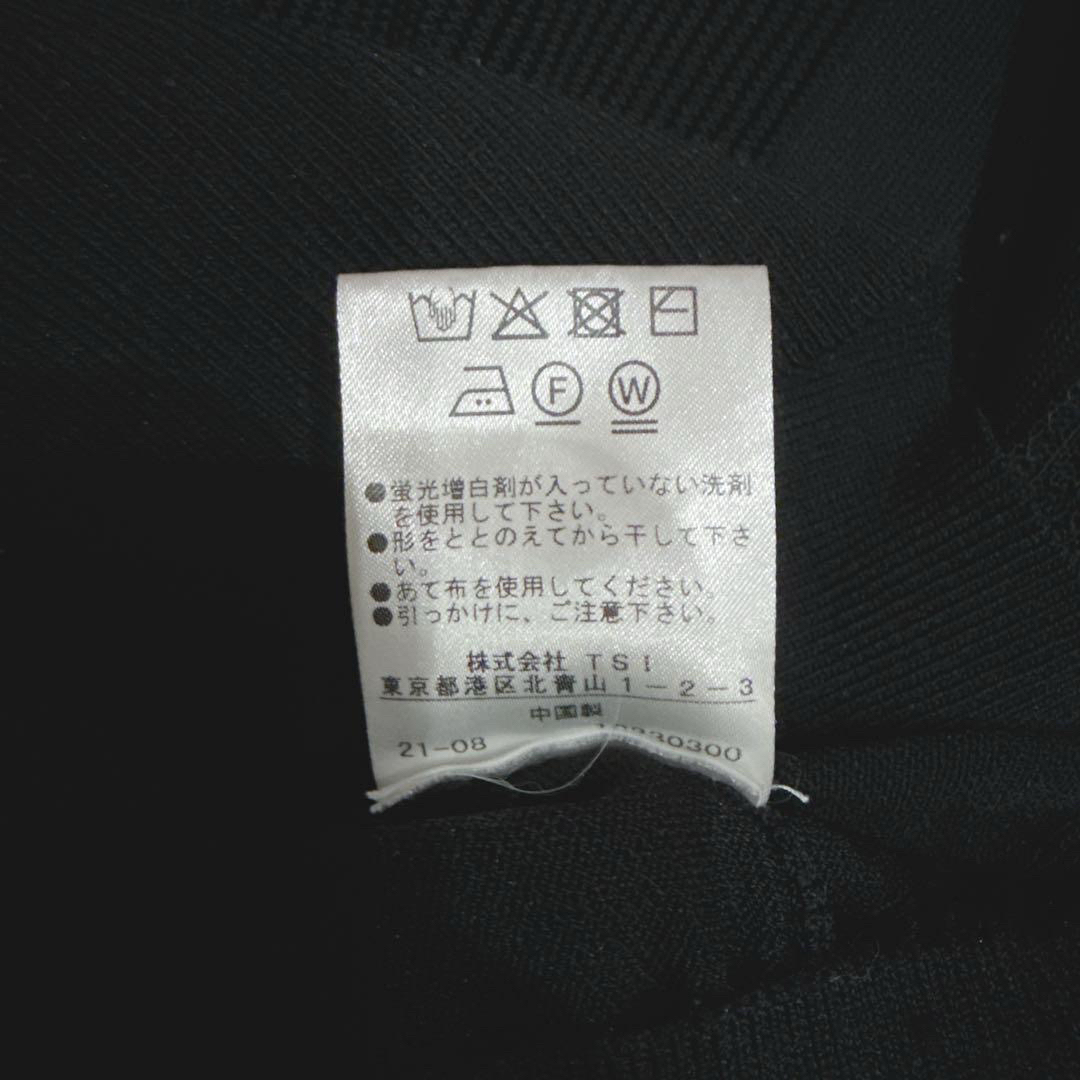 F W
●蛍光増白剤が入っていない洗剤
を使用して下さい。
●形をととのえてから干して下さ
い。
●あて布を使用してください。
●引っかけに、ご注意下さい。
株式会社 TSI
東京都港区北青山1-2-3
中国製
21-08